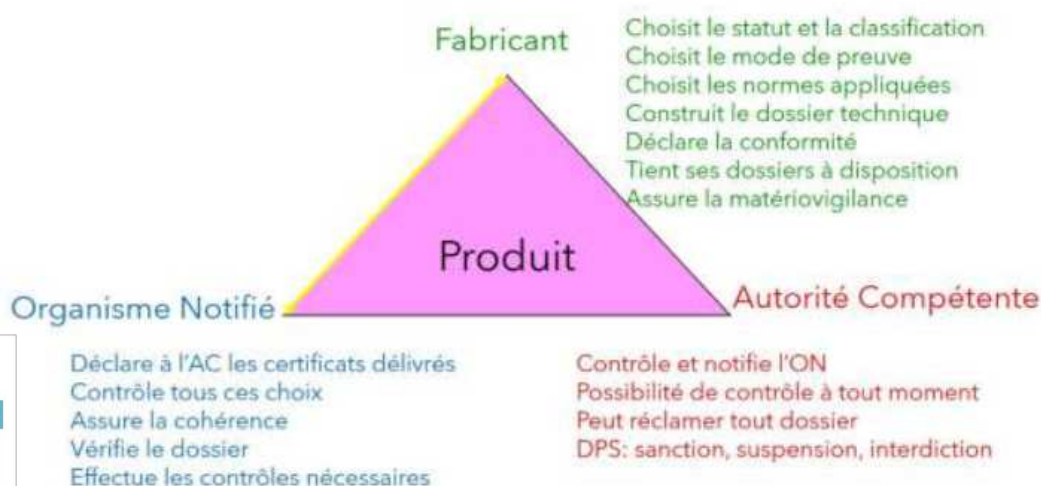 Fabricant
Choisit le statut et la classification
Choisit le mode de preuve
Choisit les normes appliquées
Construit le dossier technique
Déclare la conformité
Tient ses dossiers à disposition
Assure la matériovigilance
Produit
Organisme Notifié
Autorité Compétente
Déclare à l'AC les certificats délivrés
Contrôle tous ces choix
Assure la cohérence
Vérifie le dossier
Effectue les contrôles nécessaires
Contrôle et notifie l'ON
Possibilité de contrôle à tout moment
Peut réclamer tout dossier
DPS: sanction, suspension, interdiction